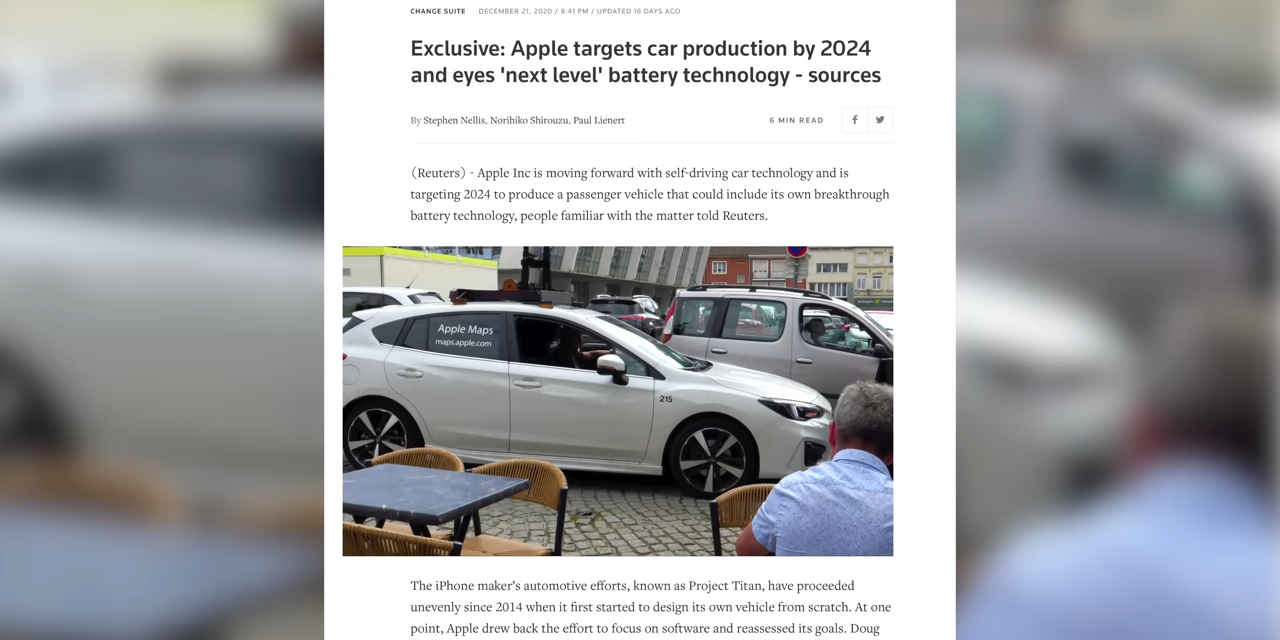 CHANGE SUITE DECEMBER 21, 2020 / 8:41 PM / UPDATED 16 DAYS AGO
Exclusive: Apple targets car production by 2024
and eyes 'next level' battery technology - sources
By Stephen Nellis, Norihiko Shirouzu, Paul Lienert 6 MIN READ
(Reuters) - Apple Inc is moving forward with self-driving car technology and is
targeting 2024 to produce a passenger vehicle that could include its own breakthrough
battery technology, people familiar with the matter told Reuters.
Apple Maps
maps.apple.com
215
The iPhone maker’s automotive efforts, known as Project Titan, have proceeded
unevenly since 2014 when it first started to design its own vehicle from scratch. At one
point, Apple drew back the effort to focus on software and reassessed its goals. Doug